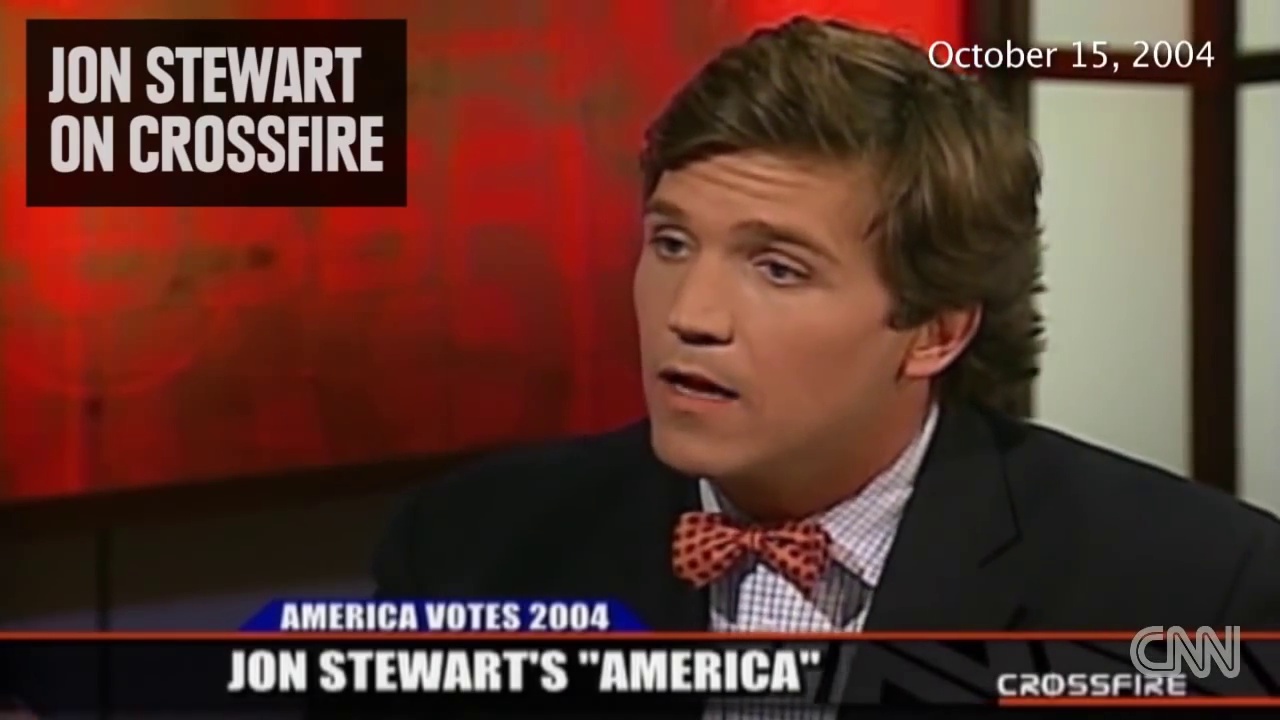 JON STEWART
ON CROSSFIRE
October 15, 2004
AMERICA VOTES 2004
JON STEWART'S "AMERICA"
CNN
CROSSFIRE